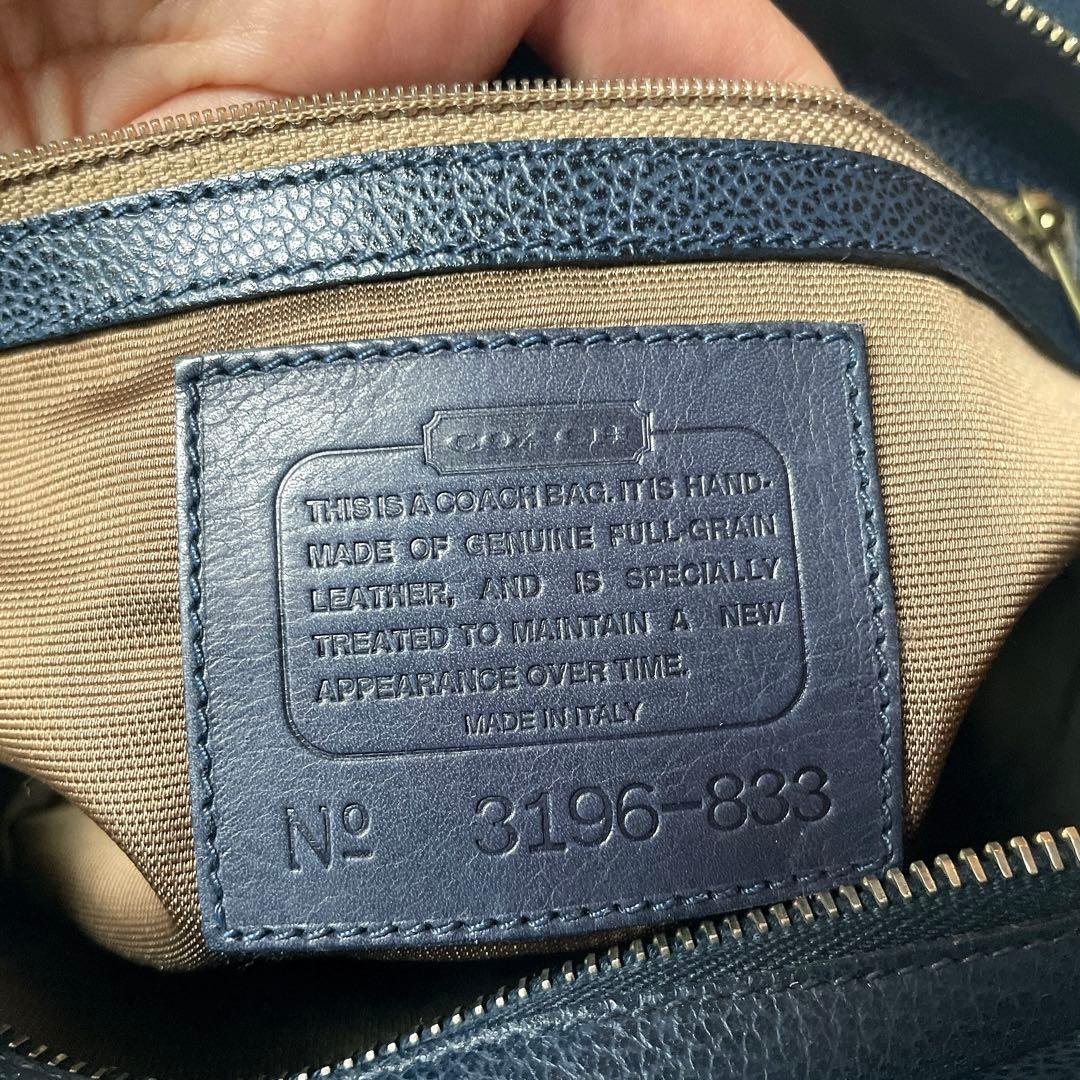 COACH
THIS IS A COACH BAG. IT IS HAND-
MADE OF GENUINE FULL-GRAIN
LEATHER, AND IS SPECIALLY
TREATED TO MAINTAIN A NEW
APPEARANCE OVER TIME.
MADE IN ITALY
Nº 3196-833